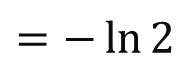 = − ln 2